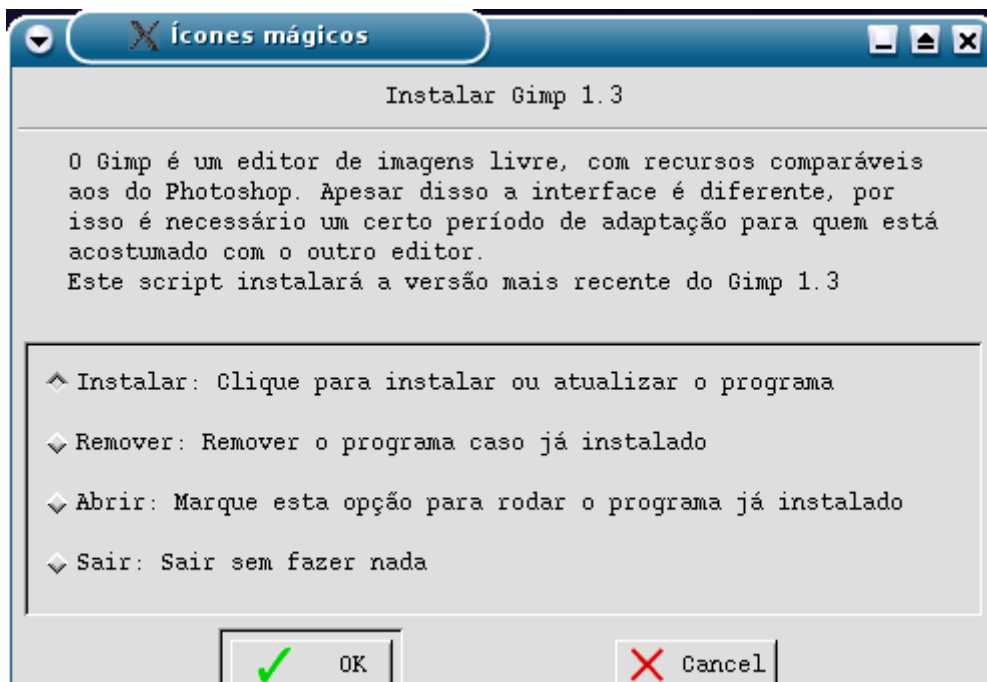 Ícones mágicos
Instalar Gimp 1.3
O Gimp é um editor de imagens livre, com recursos comparáveis
aos do Photoshop. Apesar disso a interface é diferente, por
isso é necessário um certo período de adaptação para quem está
acostumado com o outro editor.
Este script instalará a versão mais recente do Gimp 1.3
Instalar: Clique para instalar ou atualizar o programa
Remover: Remover o programa caso já instalado
Abrir: Marque esta opção para rodar o programa já instalado
Sair: Sair sem fazer nada
OK
Cancel